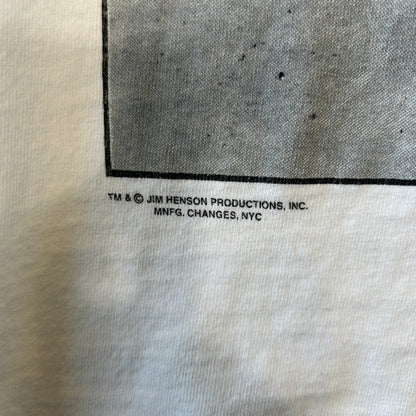 TM & © JIM HENSON PRODUCTIONS, INC.
MNFG. CHANGES, NYC